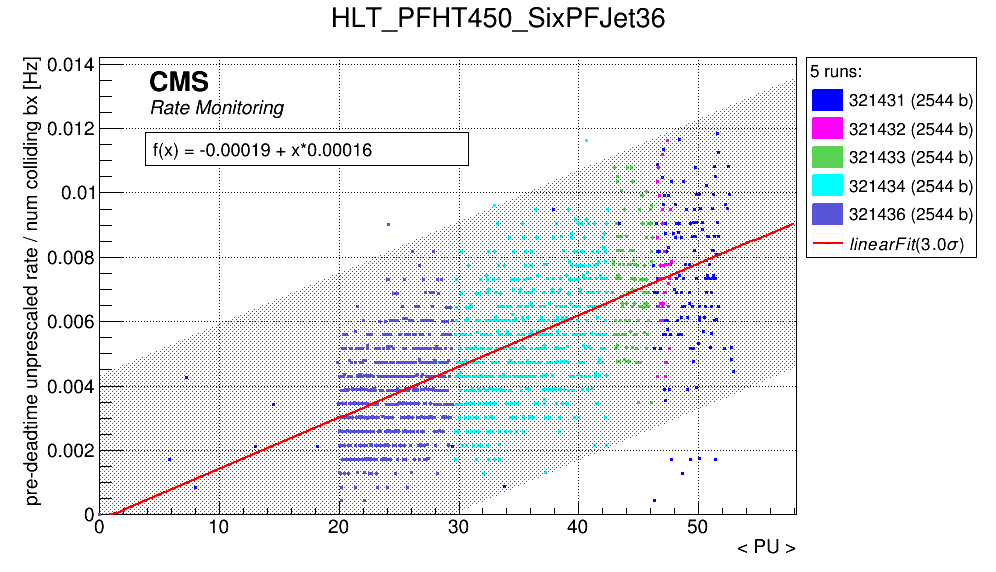 HLT_PFHT450_SixPFJet36
pre-deadtime unprescaled rate / num colliding bx [Hz]
0.014
0.012
0.01
0.008
0.006
0.004
0.002
0
CMS
Rate Monitoring
f(x) = -0.00019 + x*0.00016
0 10 20 30 40 50
< PU >
5 runs:
321431 (2544 b)
321432 (2544 b)
321433 (2544 b)
321434 (2544 b)
321436 (2544 b)
linearFit(3.0σ)